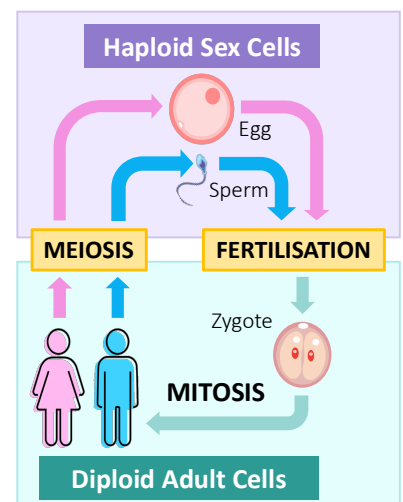 Haploid Sex Cells
Egg
Sperm
MEIOSIS
FERTILISATION
Zygote
MITOSIS
Diploid Adult Cells